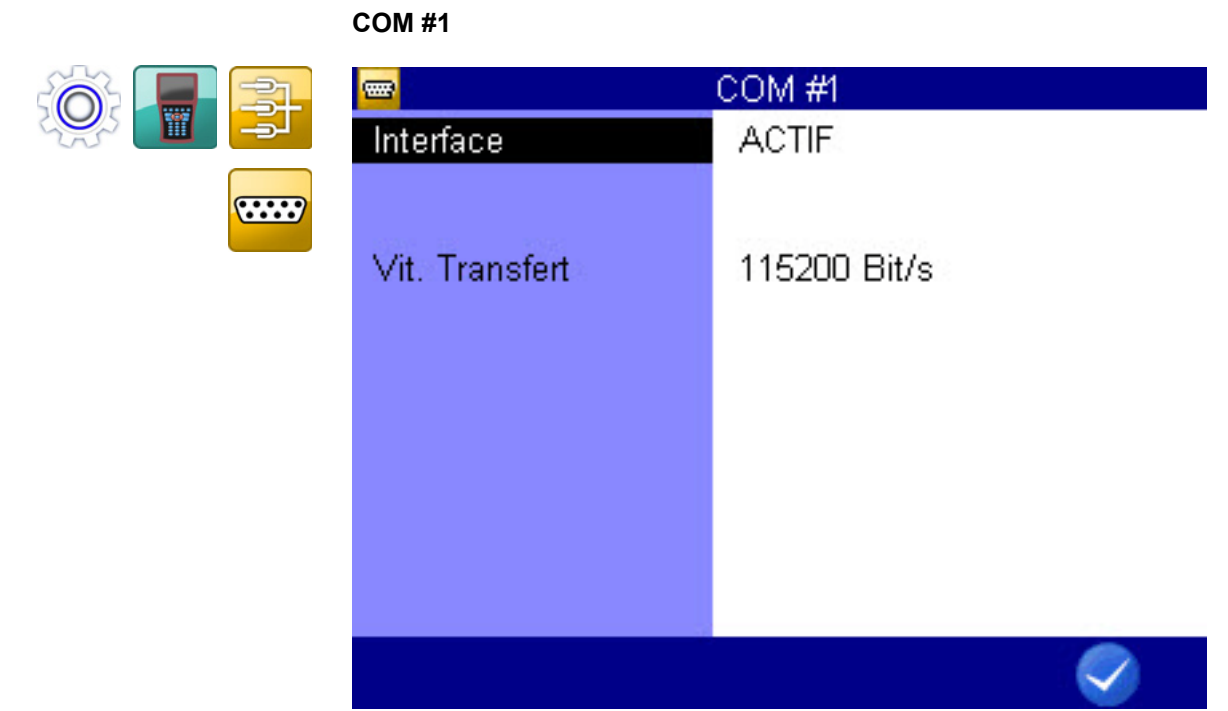 COM #1
COM #1
Interface ACTIF
Vit. Transfert 115200 Bit/s